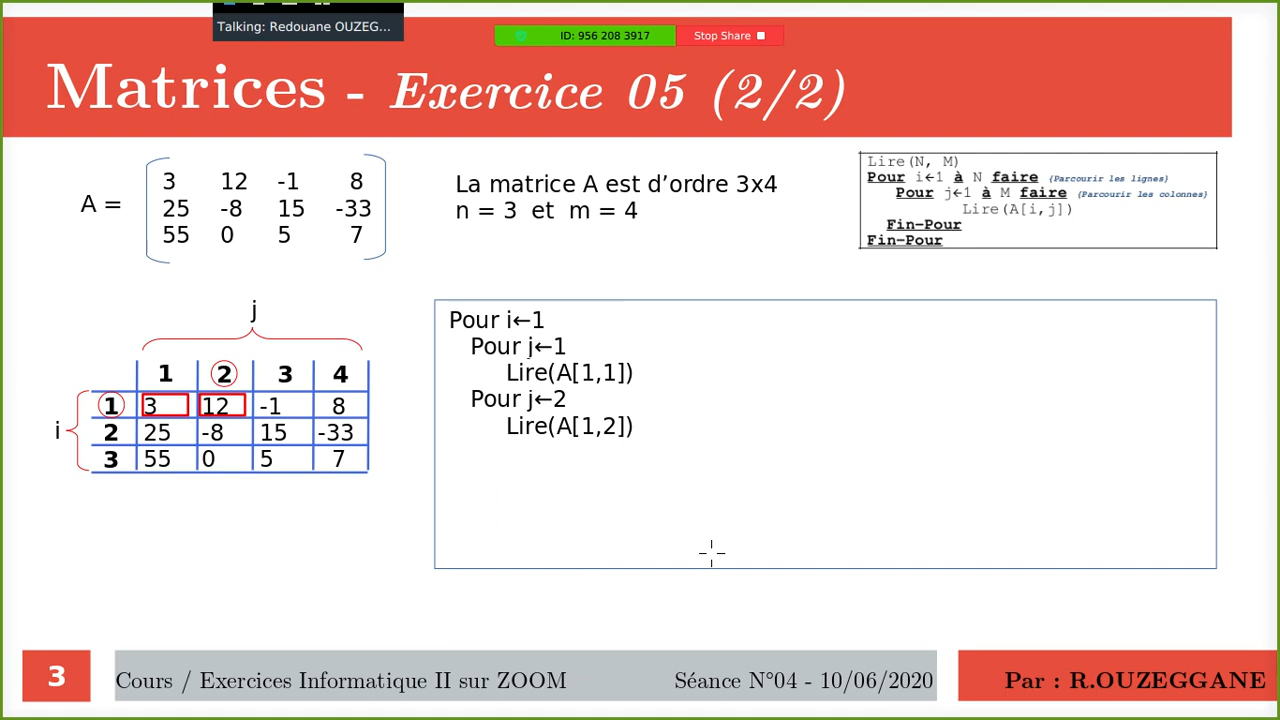 Talking: Redouane OUZEG...
ID: 956 208 3917 Stop Share
Matrices - Exercice 05 (2/2)
A =
3 12 -1 8
25 -8 15 -33
55 0 5 7
La matrice A est d’ordre 3x4
n = 3 et m = 4
Lire(N, M)
Pour i←1 à N faire (Parcourir les lignes)
Pour j←1 à M faire (Parcourir les colonnes)
Lire(A[i,j])
Fin-Pour
Fin-Pour
j
1 2 3 4
1 3 12 -1 8
i
2 25 -8 15 -33
3 55 0 5 7
Pour i←1
Pour j←1
Lire(A[1,1])
Pour j←2
Lire(A[1,2])
3
Cours / Exercices Informatique II sur ZOOM
Séance N°04 - 10/06/2020
Par : R.OUZEGGANE